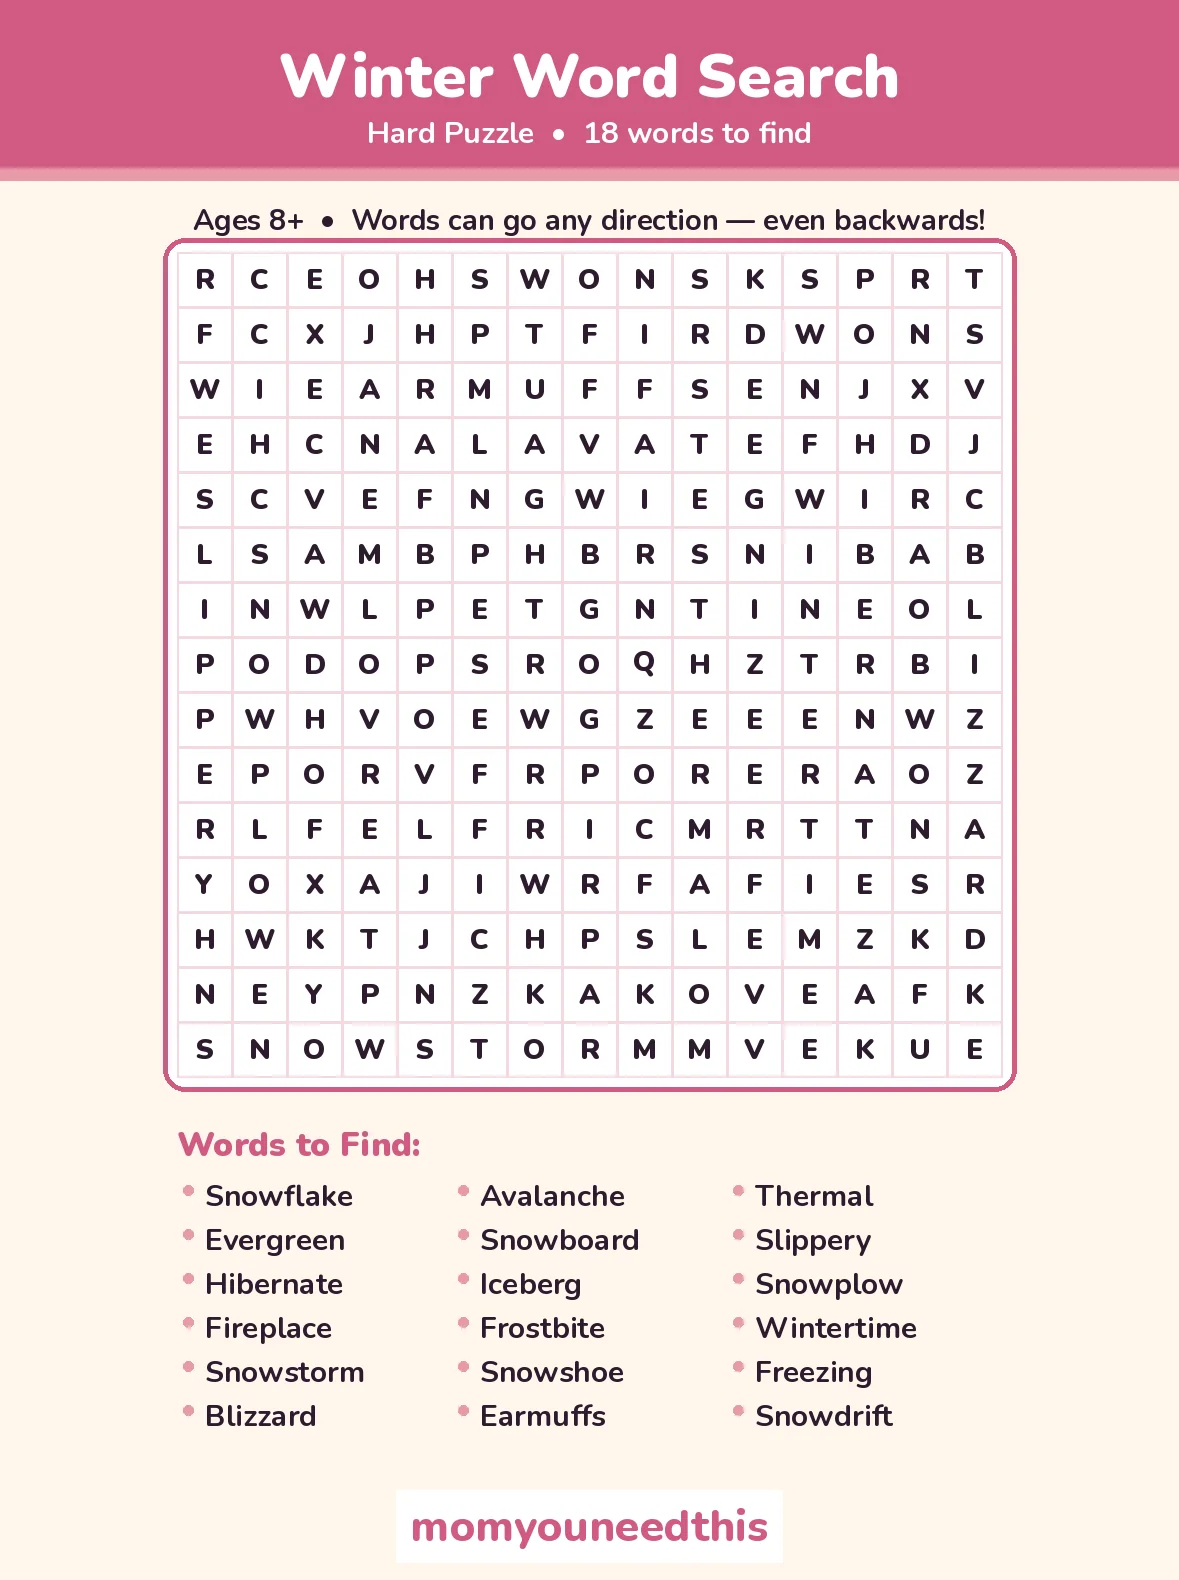 Winter Word Search
Hard Puzzle • 18 words to find
Ages 8+ • Words can go any direction — even backwards!
R C E O H S W O N S K S P R T
F C X J H P T F I R D W O N S
W I E A R M U F F S E N J X V
E H C N A L A V A T E F H D J
S C V E F N G W I E G W I R C
L S A M B P H B R S N I B A B
I N W L P E T G N T I N E O L
P O D O P S R O Q H Z T R B I
P W H V O E W G Z E E E N W Z
E P O R V F R P O R E R A O Z
R L F E L F R I C M R T T N A
Y O X A J I W R F A F I E S R
H W K T J C H P S L E M Z K D
N E Y P N Z K A K O V E A F K
S N O W S T O R M M V E K U E
Words to Find:
• Snowflake • Avalanche • Thermal
• Evergreen • Snowboard • Slippery
• Hibernate • Iceberg • Snowplow
• Fireplace • Frostbite • Wintertime
• Snowstorm • Snowshoe • Freezing
• Blizzard • Earmuffs • Snowdrift
momyouneedthis